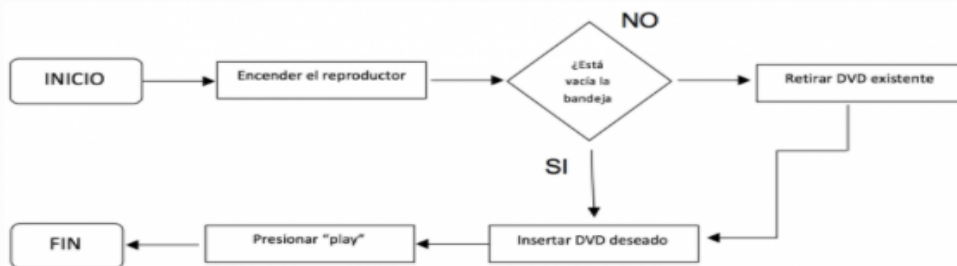 NO
INICIO
Encender el reproductor
¿Está
vacía la
bandeja
Retirar DVD existente
SI
FIN
Presionar “play”
Insertar DVD deseado